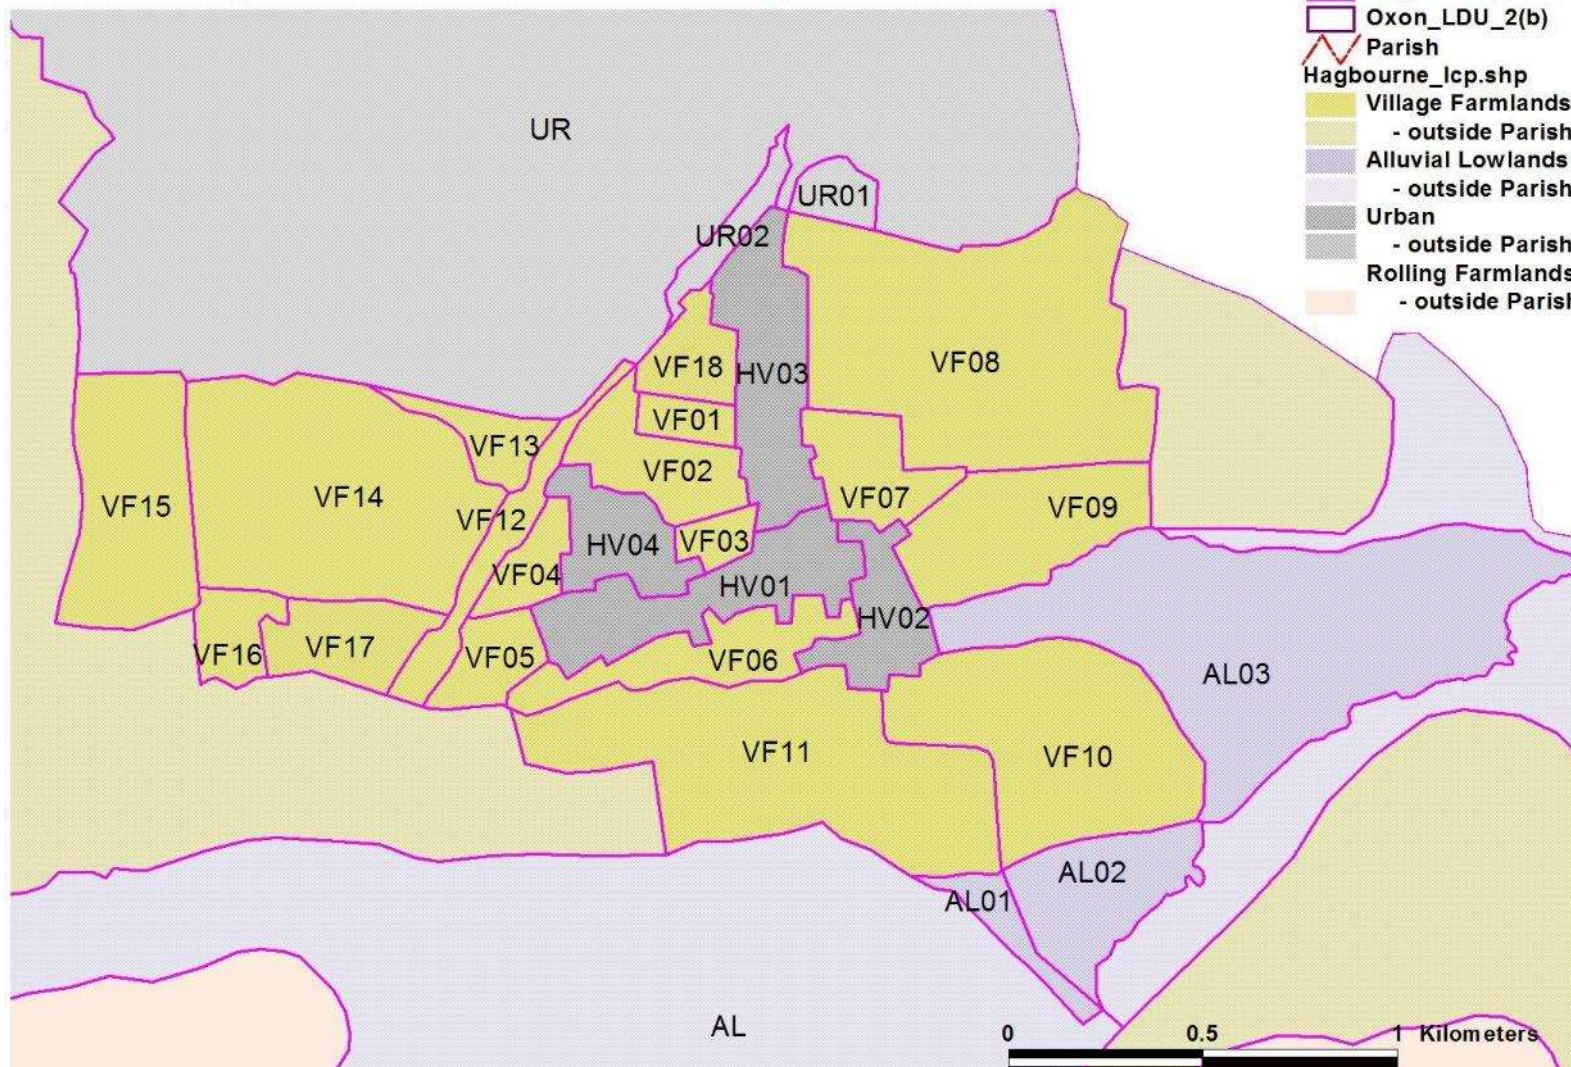 Oxon_LDU_2(b)
Parish
Hagbourne_lcp.shp
Village Farmlands
- outside Parish
Alluvial Lowlands
- outside Parish
Urban
- outside Parish
Rolling Farmlands
- outside Parish
UR
UR01
UR02
VF18
HV03
VF08
VF01
VF13
VF02
VF14
VF15
VF07
VF09
VF12
HV04
VF03
VF04
HV01
HV02
VF16
VF17
VF05
VF06
AL03
VF11
VF10
AL02
AL01
AL
0 0.5 1 Kilometers